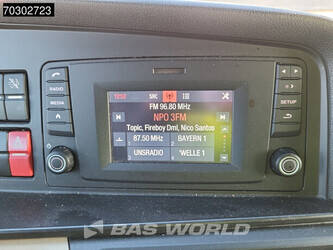 70302723
RADIO
MEDIA
SETUP
SRC
FM 96.80 MHz
NPO 3FM
Topic, Fireboy Dml, Nico Santos
87.50 MHz
BAYERN 1
UNSRADIO
'WELLE 1
BAS WORLD